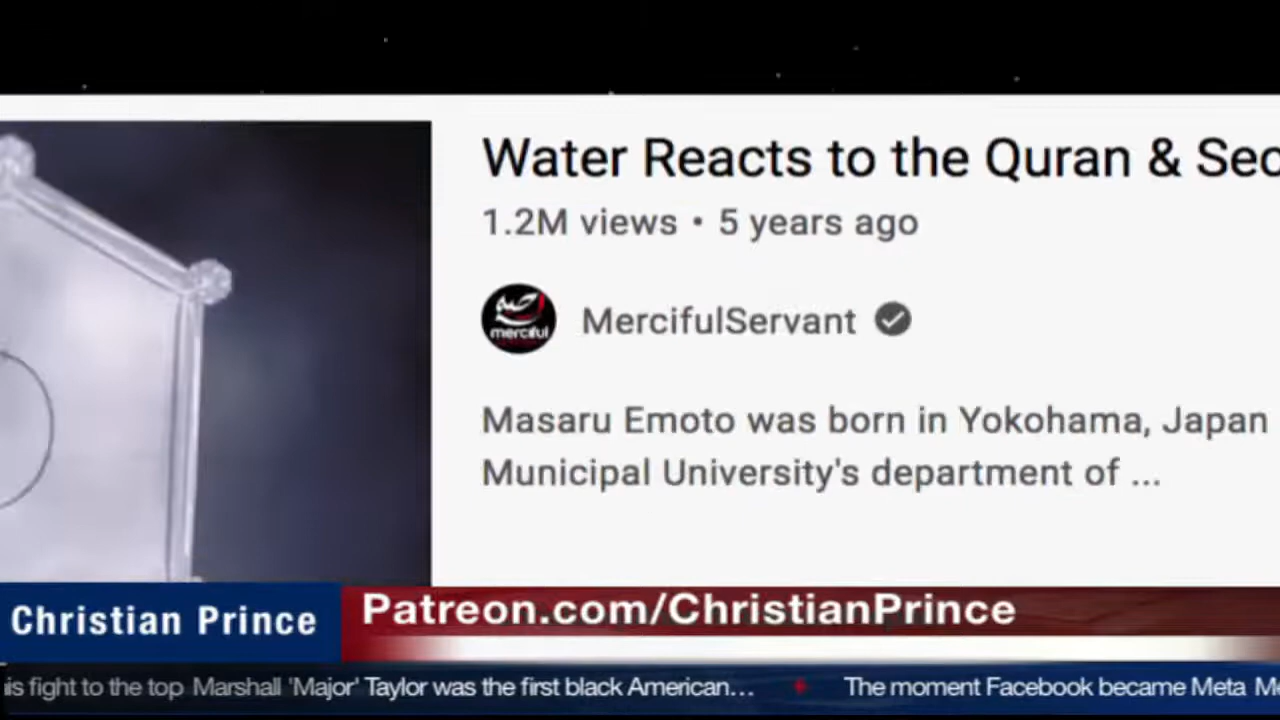 Water Reacts to the Quran & Sec
1.2M views • 5 years ago
merciful
MercifulServant
Masaru Emoto was born in Yokohama, Japan
Municipal University's department of ...
Christian Prince
Patreon.com/ChristianPrince
is fight to the top Marshall 'Major' Taylor was the first black American... The moment Facebook became Meta Me